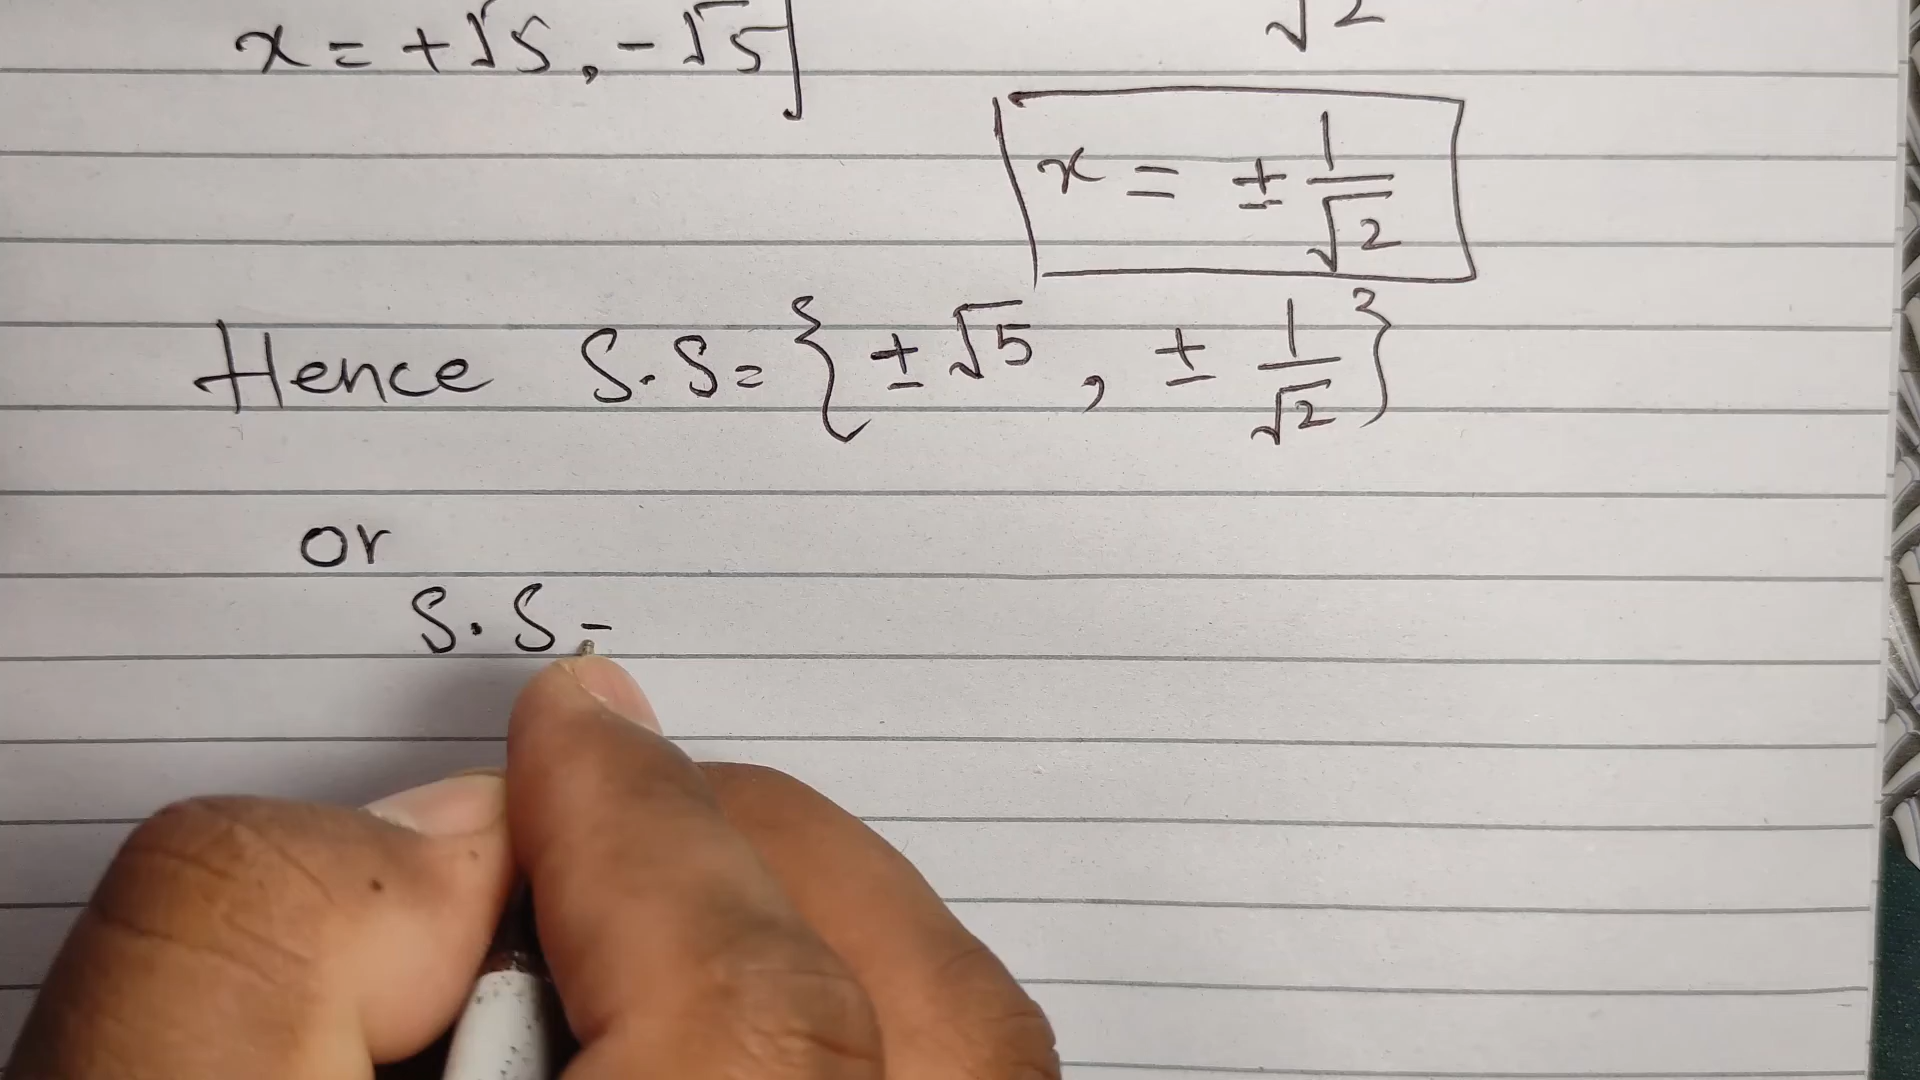 x = +√5, -√5]
√2
x = ± 1/√2
Hence S.S = { ± √5 , ± 1/√2 }
or
S.S -